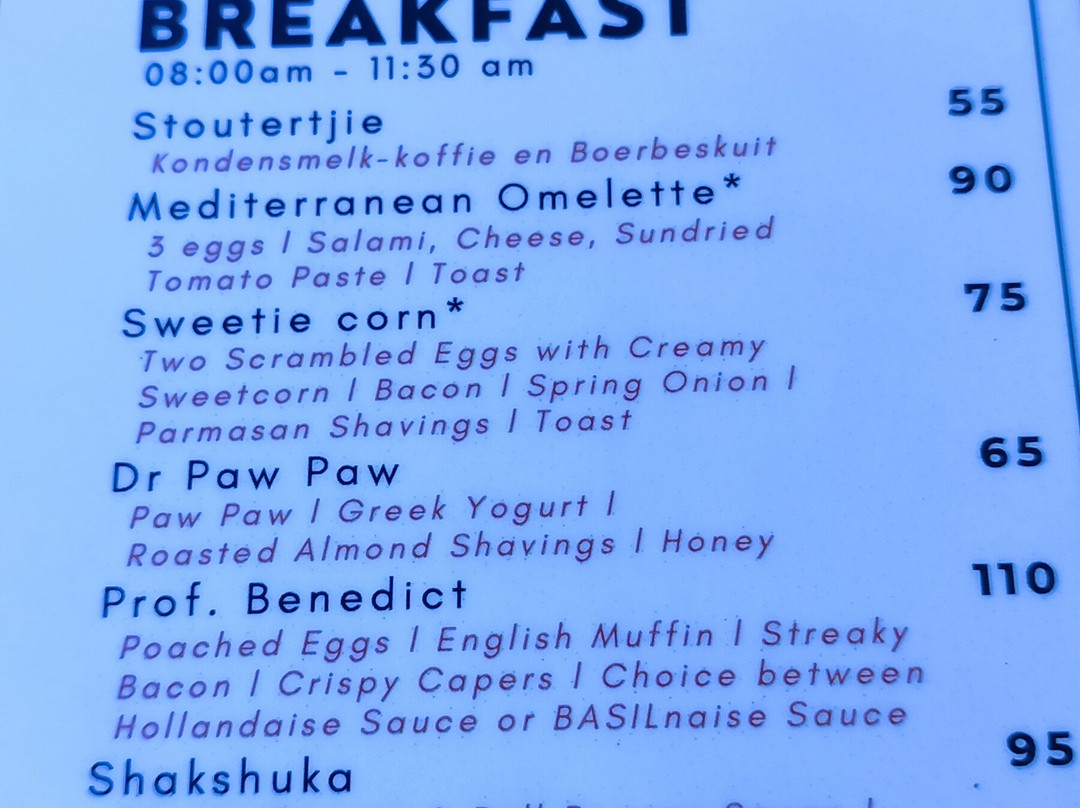 BREAKFAST
08:00am - 11:30 am
Stoutertjie 55
Kondensmelk-koffie en Boerbeskuit
Mediterranean Omelette* 90
3 eggs | Salami, Cheese, Sundried
Tomato Paste | Toast
Sweetie corn* 75
Two Scrambled Eggs with Creamy
Sweetcorn | Bacon | Spring Onion |
Parmasan Shavings | Toast
Dr Paw Paw 65
Paw Paw | Greek Yogurt |
Roasted Almond Shavings | Honey
Prof. Benedict 110
Poached Eggs | English Muffin | Streaky
Bacon | Crispy Capers | Choice between
Hollandaise Sauce or BASILnaise Sauce
Shakshuka 95